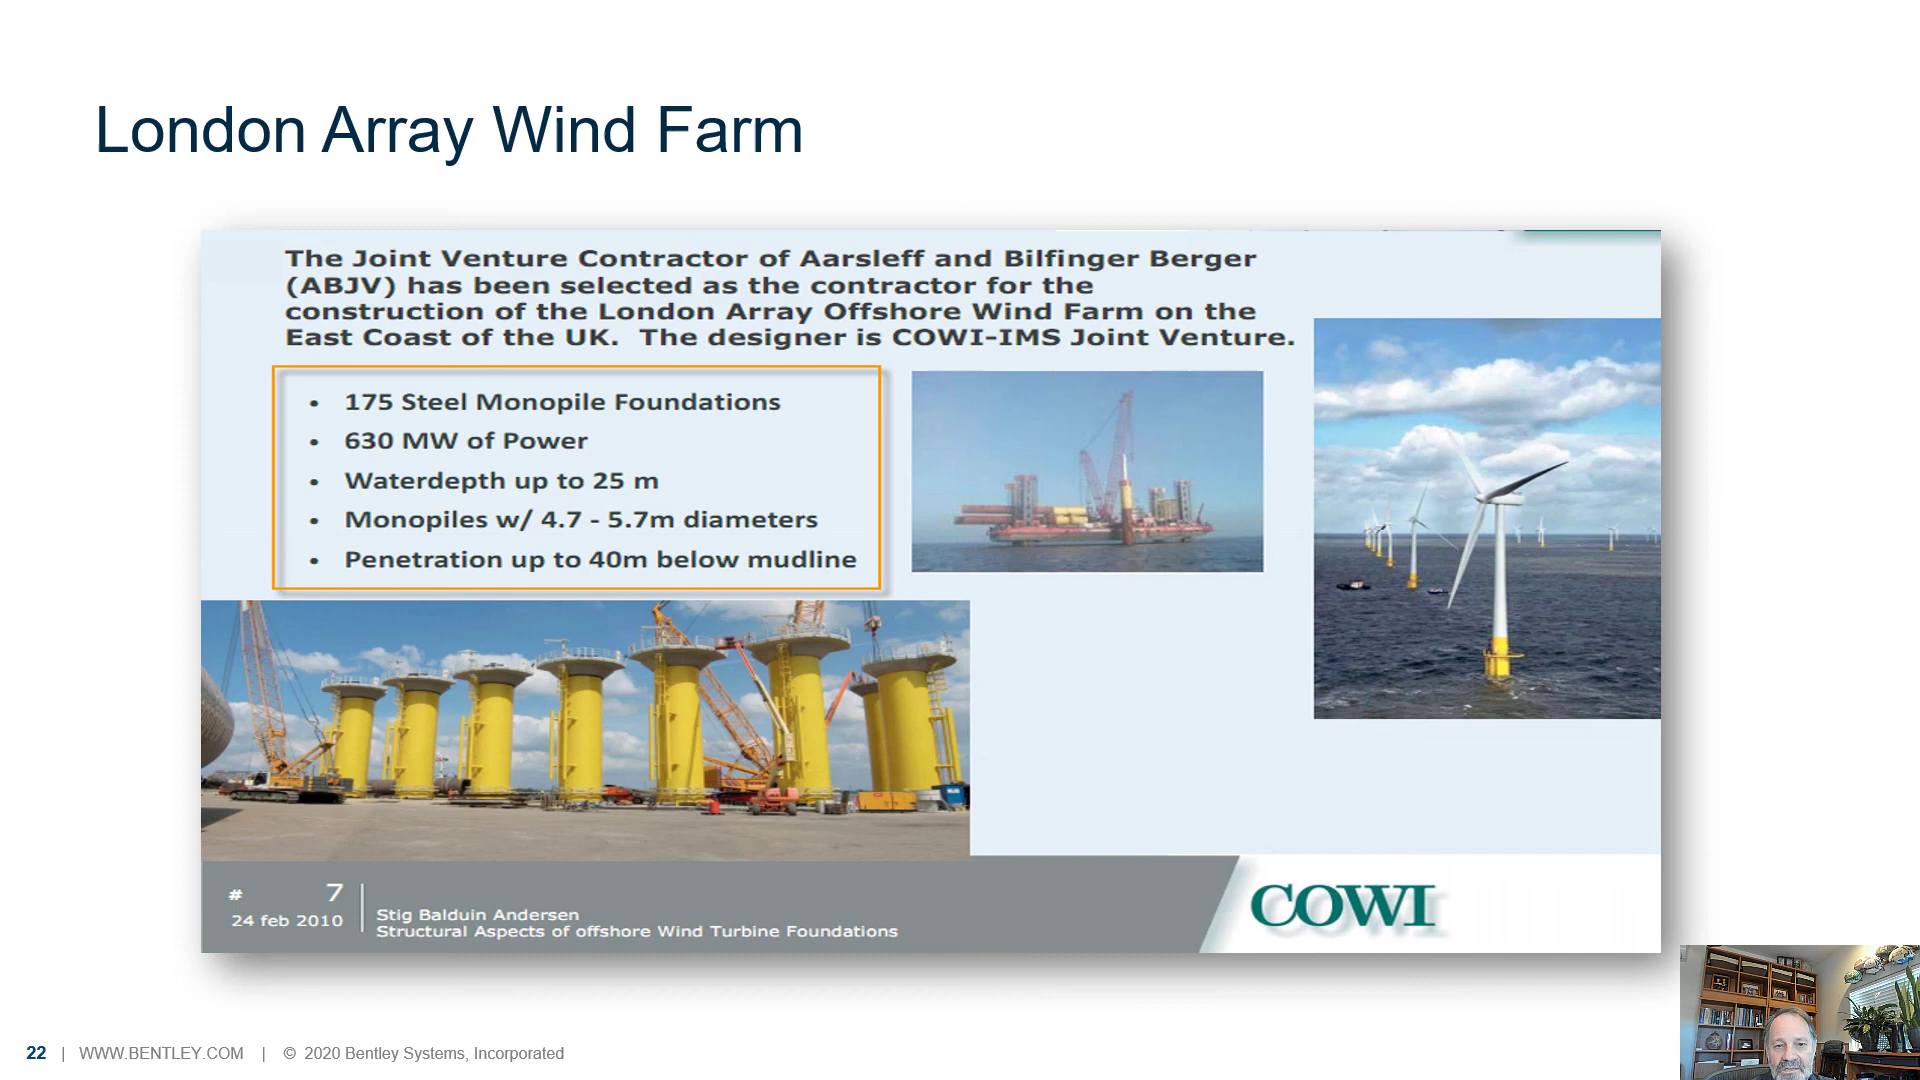 London Array Wind Farm
The Joint Venture Contractor of Aarsleff and Bilfinger Berger
(ABJV) has been selected as the contractor for the
construction of the London Array Offshore Wind Farm on the
East Coast of the UK.  The designer is COWI-IMS Joint Venture.
• 175 Steel Monopile Foundations
• 630 MW of Power
• Waterdepth up to 25 m
• Monopiles w/ 4.7 - 5.7m diameters
• Penetration up to 40m below mudline
# 7
24 feb 2010
Stig Balduin Andersen
Structural Aspects of offshore Wind Turbine Foundations
COWI
22 | WWW.BENTLEY.COM | © 2020 Bentley Systems, Incorporated